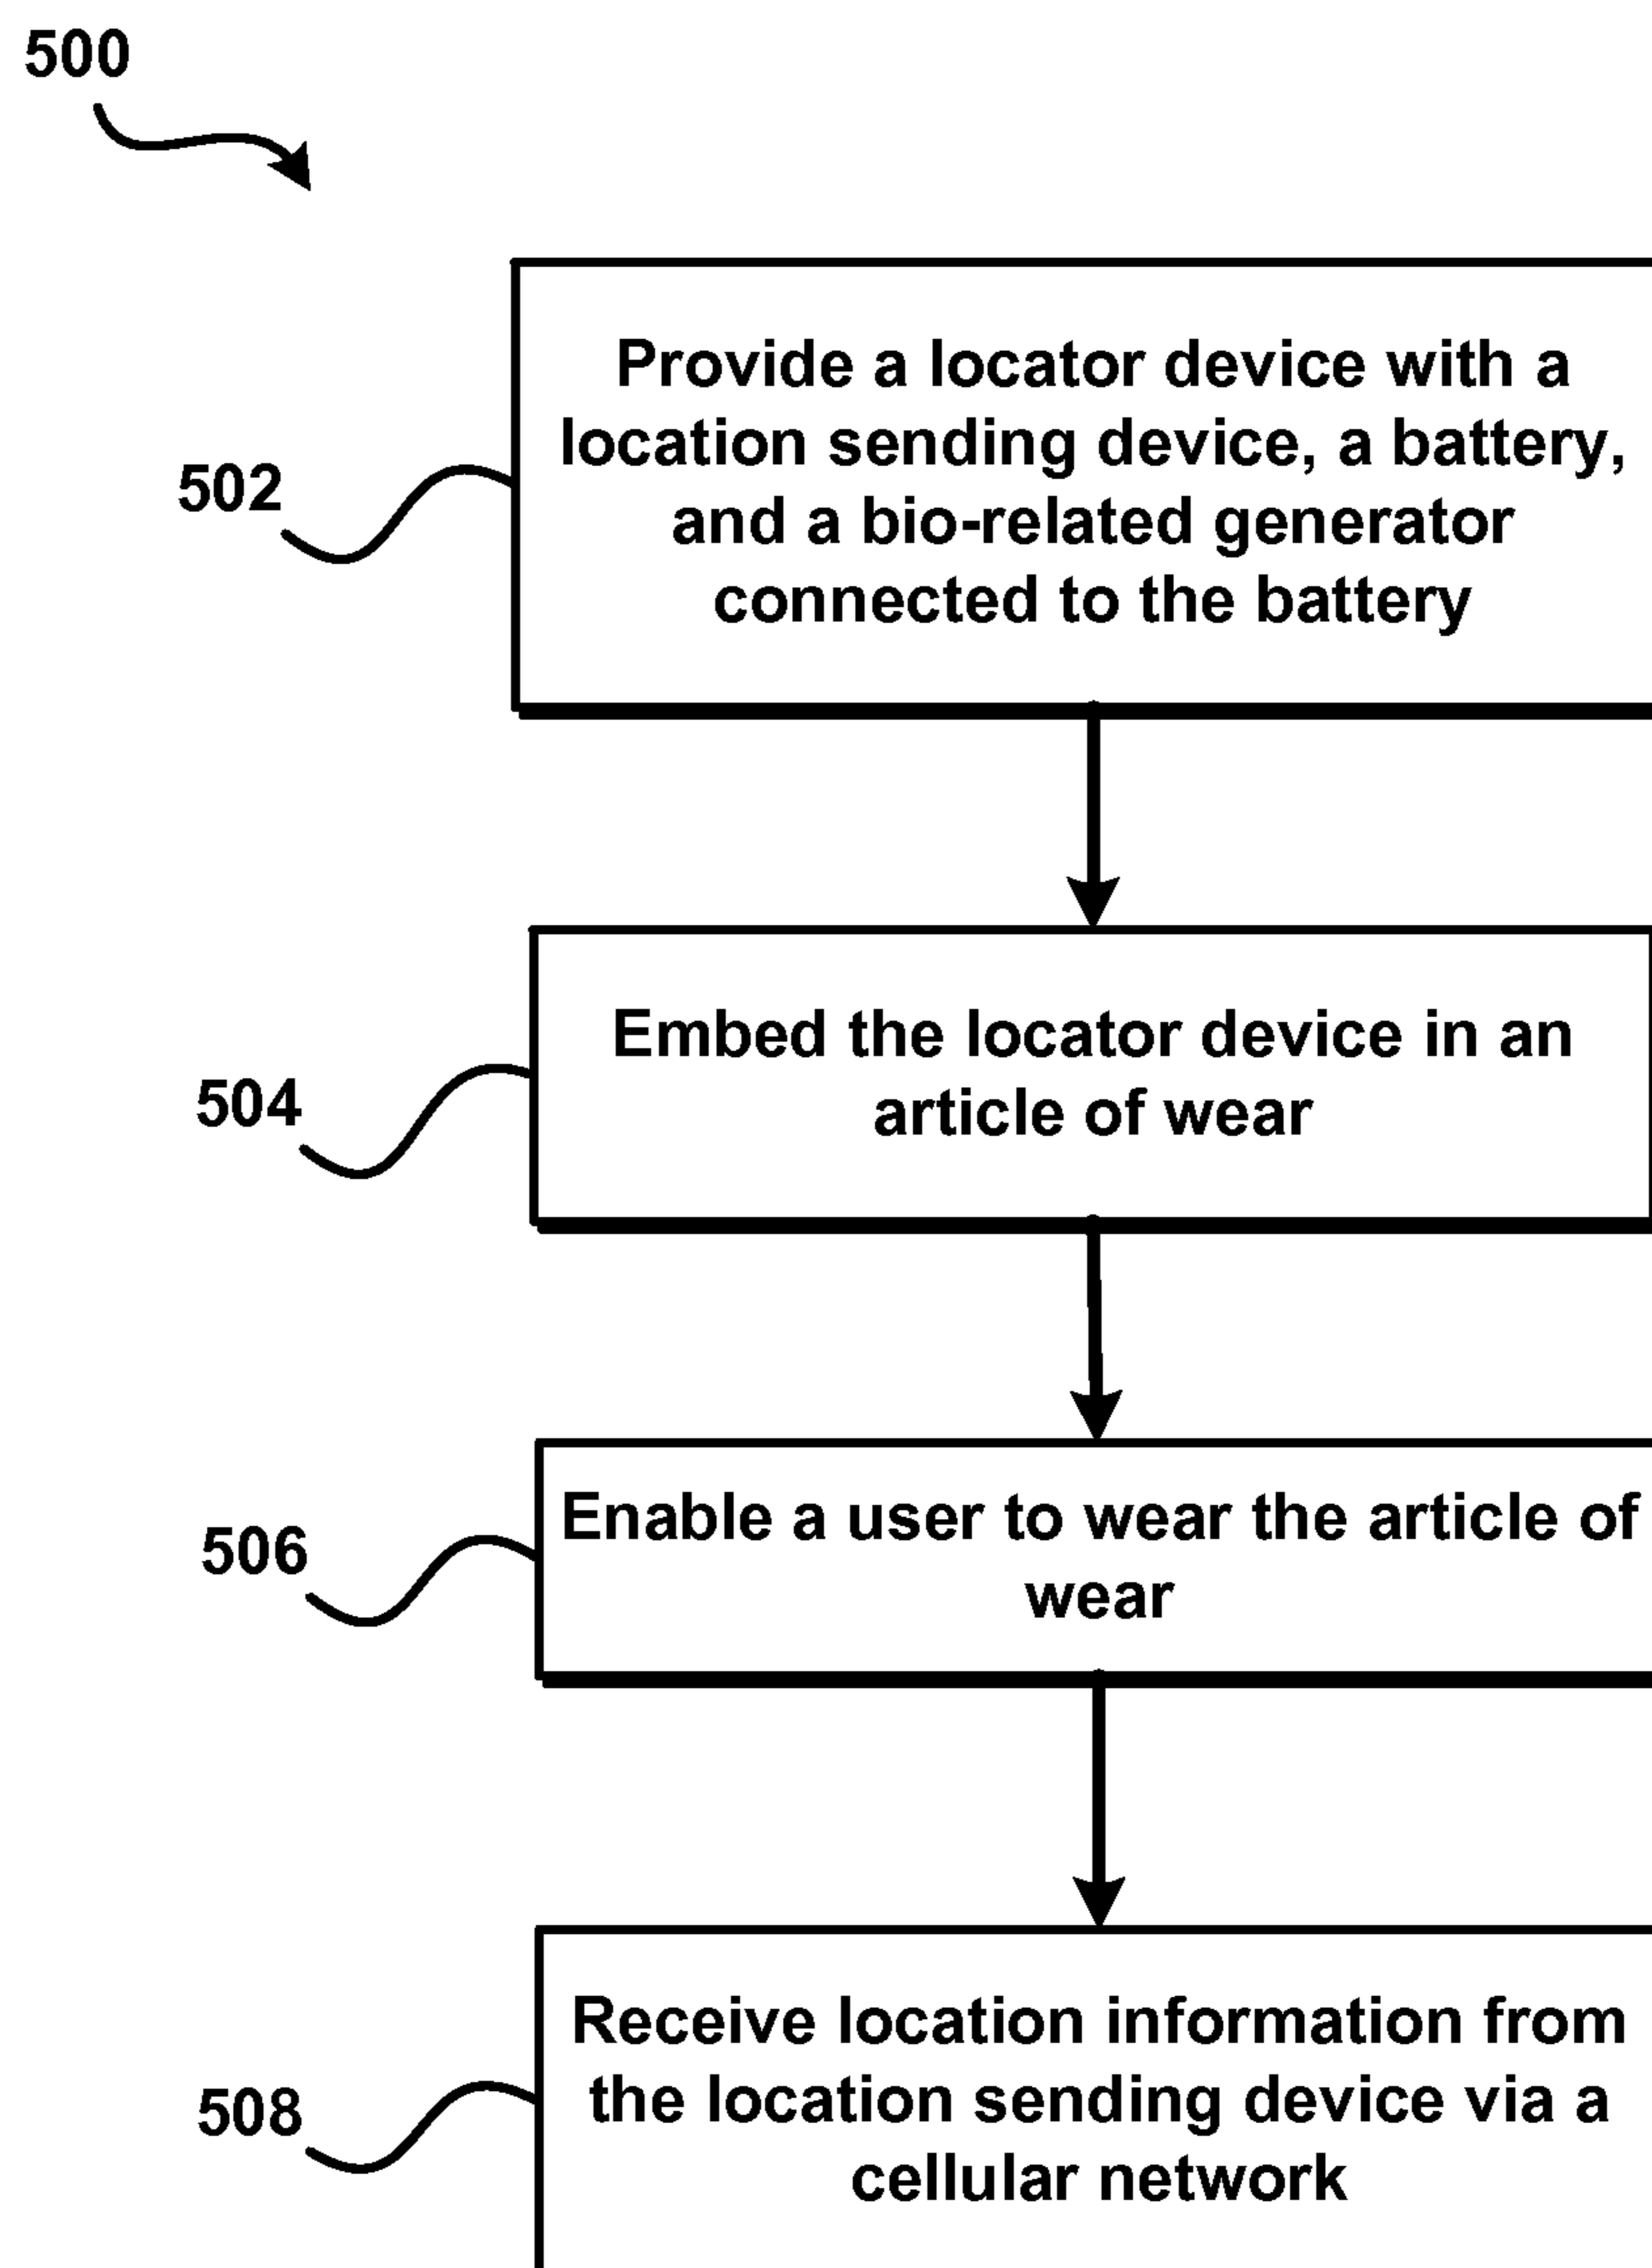 500
Provide a locator device with a
location sending device, a battery,
and a bio-related generator
connected to the battery
502
Embed the locator device in an
article of wear
504
Enable a user to wear the article of
wear
506
Receive location information from
the location sending device via a
cellular network
508